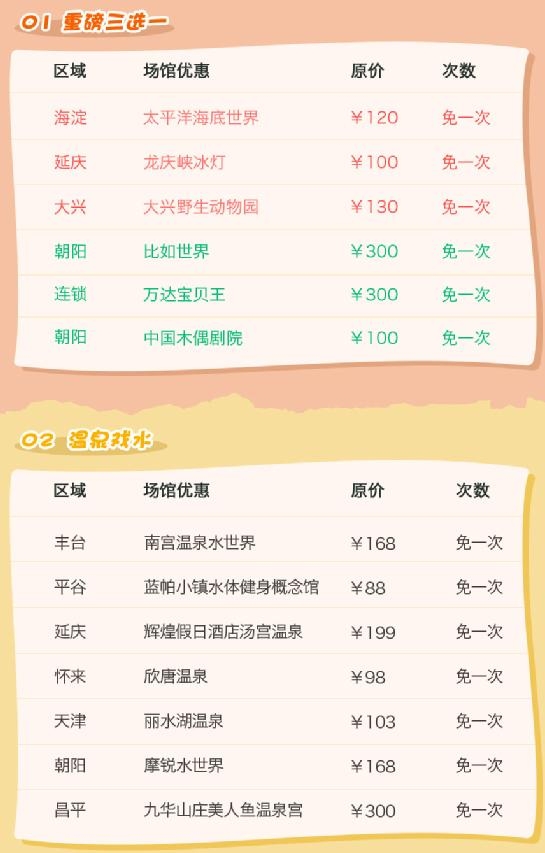 01 重磅三选一
区域 场馆优惠 原价 次数
海淀 太平洋海底世界 ￥120 免一次
延庆 龙庆峡冰灯 ￥100 免一次
大兴 大兴野生动物园 ￥130 免一次
朝阳 比如世界 ￥300 免一次
连锁 万达宝贝王 ￥300 免一次
朝阳 中国木偶剧院 ￥100 免一次
02 温泉戏水
区域 场馆优惠 原价 次数
丰台 南宫温泉水世界 ￥168 免一次
平谷 蓝帕小镇水体健身概念馆 ￥88 免一次
延庆 辉煌假日酒店汤宫温泉 ￥199 免一次
怀来 欣唐温泉 ￥98 免一次
天津 丽水湖温泉 ￥103 免一次
朝阳 摩锐水世界 ￥168 免一次
昌平 九华山庄美人鱼温泉宫 ￥300 免一次